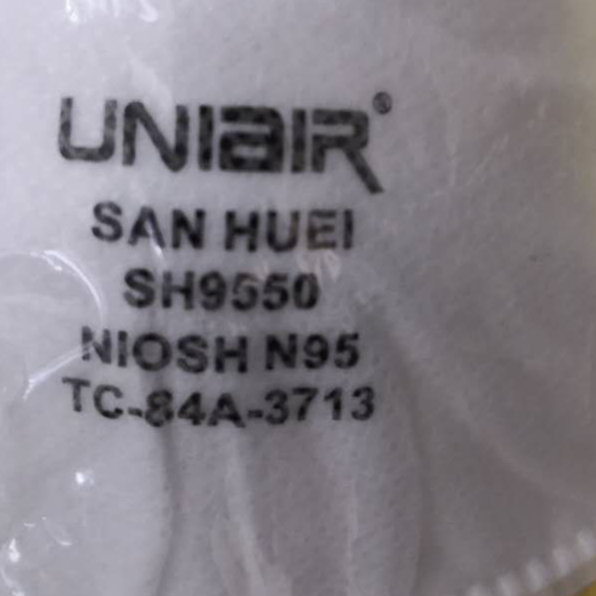 UNIaIR®
SAN HUEI
SH9550
NIOSH N95
TC-84A-3713